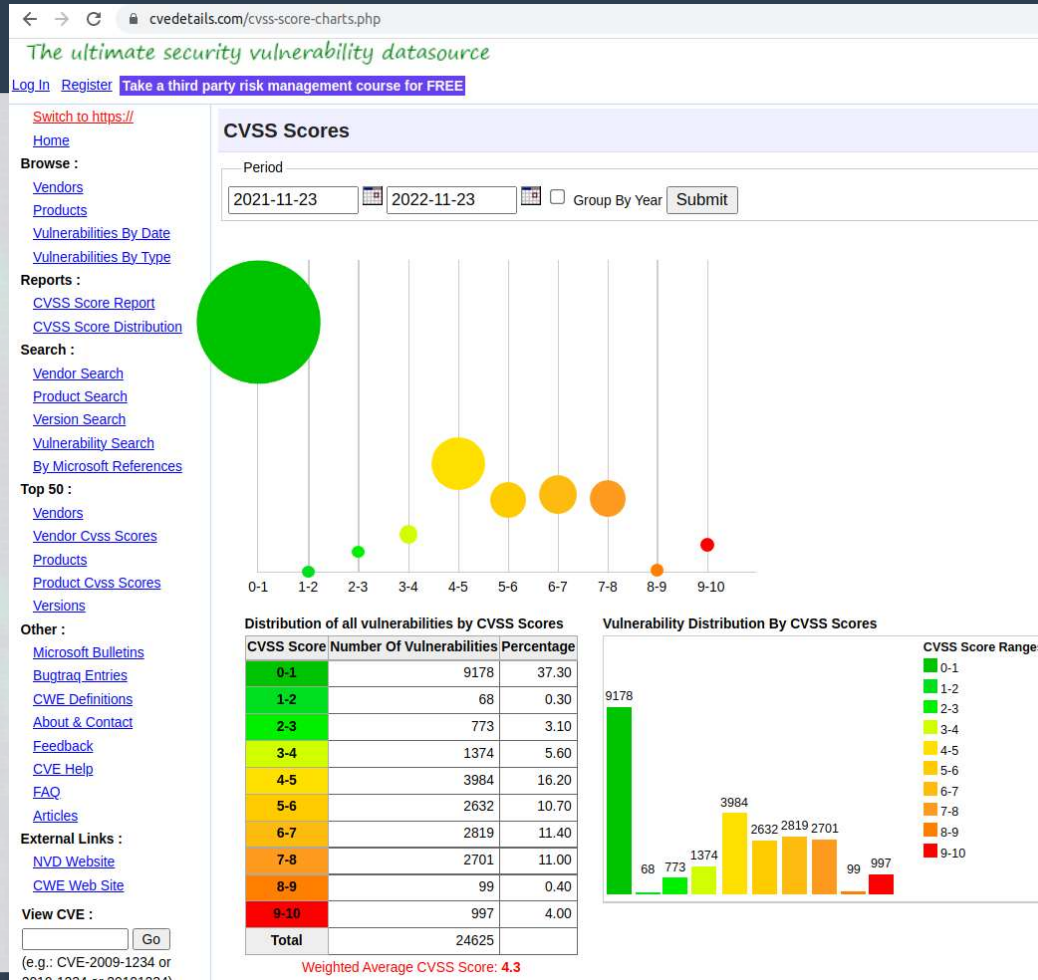 cvedetails.com/cvss-score-charts.php
The ultimate security vulnerability datasource
Log In Register Take a third party risk management course for FREE
Switch to https://
Home
Browse :
Vendors
Products
Vulnerabilities By Date
Vulnerabilities By Type
Reports :
CVSS Score Report
CVSS Score Distribution
Search :
Vendor Search
Product Search
Version Search
Vulnerability Search
By Microsoft References
Top 50 :
Vendors
Vendor Cvss Scores
Products
Product Cvss Scores
Versions
Other :
Microsoft Bulletins
Bugtraq Entries
CWE Definitions
About & Contact
Feedback
CVE Help
FAQ
Articles
External Links :
NVD Website
CWE Web Site
View CVE :
Go
(e.g.: CVE-2009-1234 or
2010-1234 or 20101234)
CVSS Scores
Period
2021-11-23 2022-11-23 Group By Year Submit
0-1 1-2 2-3 3-4 4-5 5-6 6-7 7-8 8-9 9-10
Distribution of all vulnerabilities by CVSS Scores
CVSS Score Number Of Vulnerabilities Percentage
0-1 9178 37.30
1-2 68 0.30
2-3 773 3.10
3-4 1374 5.60
4-5 3984 16.20
5-6 2632 10.70
6-7 2819 11.40
7-8 2701 11.00
8-9 99 0.40
9-10 997 4.00
Total 24625
Weighted Average CVSS Score: 4.3
Vulnerability Distribution By CVSS Scores
9178 68 773 1374 3984 2632 2819 2701 99 997
CVSS Score Ranges
0-1
1-2
2-3
3-4
4-5
5-6
6-7
7-8
8-9
9-10